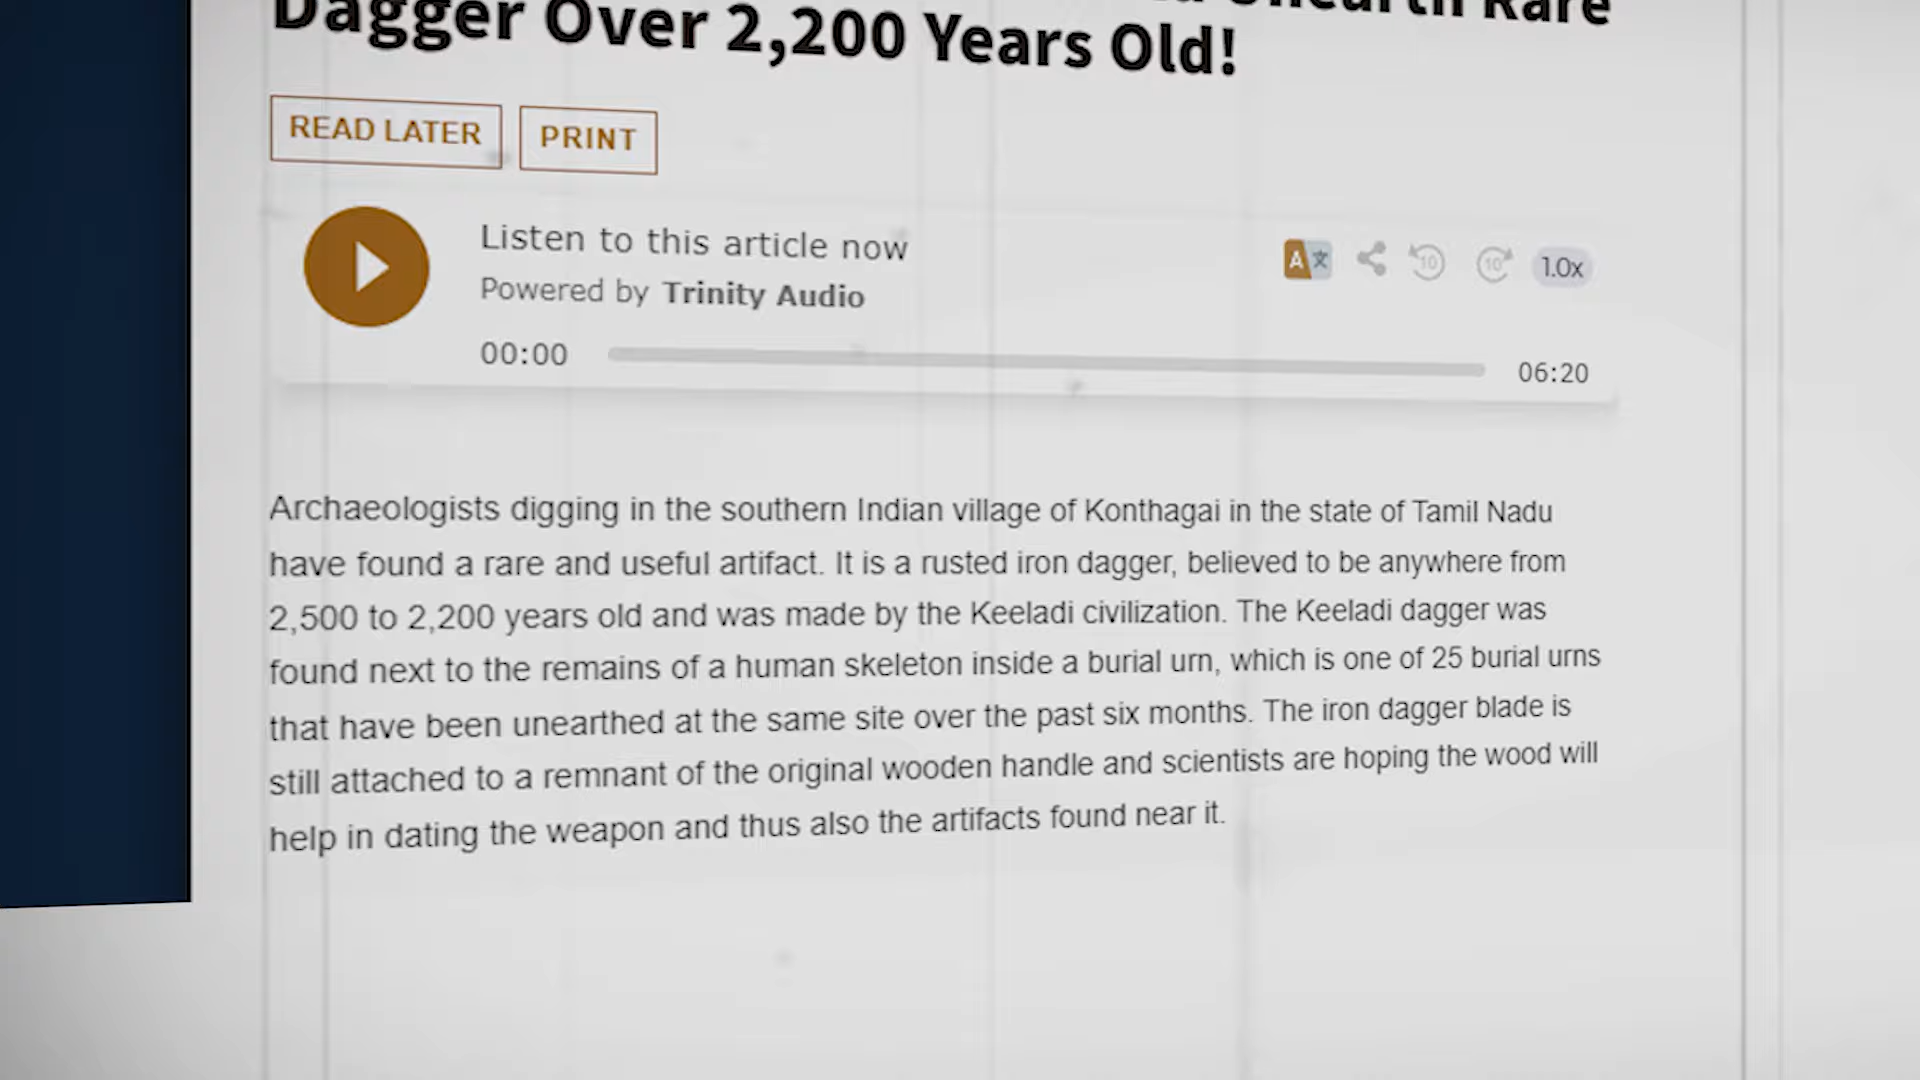 Unearth Rare
Dagger Over 2,200 Years Old!
READ LATER
PRINT
Listen to this article now
Powered by Trinity Audio
A
10
10
1.0x
00:00
06:20
Archaeologists digging in the southern Indian village of Konthagai in the state of Tamil Nadu
have found a rare and useful artifact. It is a rusted iron dagger, believed to be anywhere from
2,500 to 2,200 years old and was made by the Keeladi civilization. The Keeladi dagger was
found next to the remains of a human skeleton inside a burial urn, which is one of 25 burial urns
that have been unearthed at the same site over the past six months. The iron dagger blade is
still attached to a remnant of the original wooden handle and scientists are hoping the wood will
help in dating the weapon and thus also the artifacts found near it.